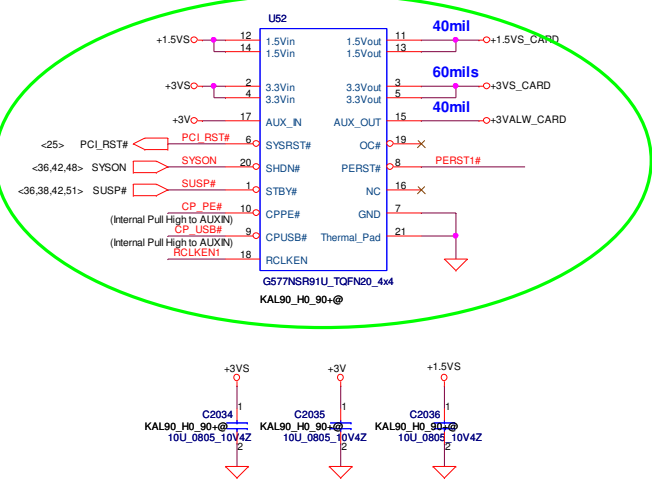 U52
40mil
+1.5VS 12 1.5Vin 1.5Vout 11 +1.5VS_CARD
14 1.5Vin 1.5Vout 13
60mils
+3VS 2 3.3Vin 3.3Vout 3 +3VS_CARD
4 3.3Vin 3.3Vout 5
40mil
+3V 17 AUX_IN AUX_OUT 15 +3VALW_CARD
<25> PCI_RST# PCI_RST# 6 SYSRST# OC# 19
<36,42,48> SYSON SYSON 20 SHDN# PERST# 8 PERST1#
<36,38,42,51> SUSP# SUSP# 1 STBY# NC 16
CP_PE# 10 CPPE# GND 7
(Internal Pull High to AUXIN)
CP_USB# 9 CPUSB# Thermal_Pad 21
(Internal Pull High to AUXIN)
RCLKEN1 18 RCLKEN
G577NSR91U_TQFN20_4x4
KAL90_H0_90+@
+3VS +3V +1.5VS
1 1 1
C2034 C2035 C2036
KAL90_H0_90+@ KAL90_H0_90+@ KAL90_H0_90+@
10U_0805_10V4Z 10U_0805_10V4Z 10U_0805_10V4Z
2 2 2